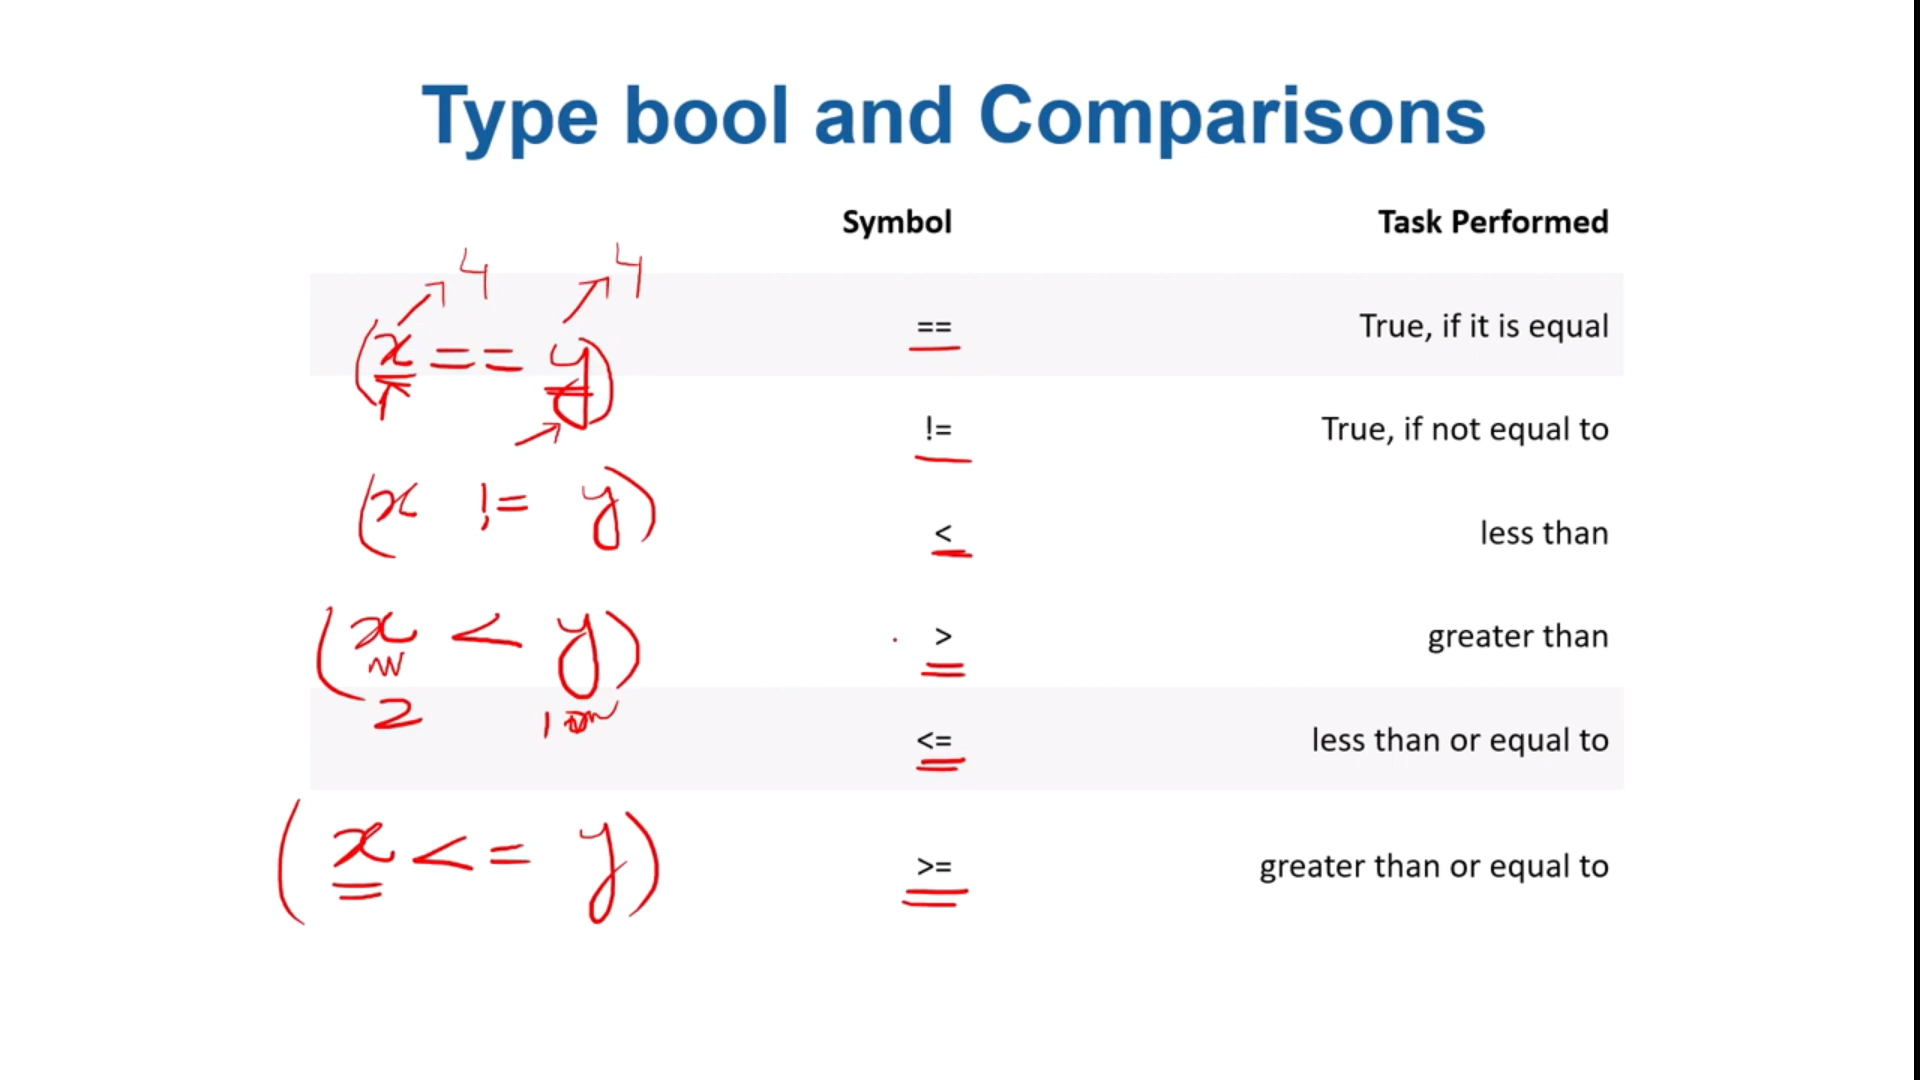 Type bool and Comparisons
Symbol Task Performed
4 4
(x == y) == True, if it is equal
!= True, if not equal to
(x != y)
< less than
(x < y) > greater than
2
<= less than or equal to
(x <= y) >= greater than or equal to